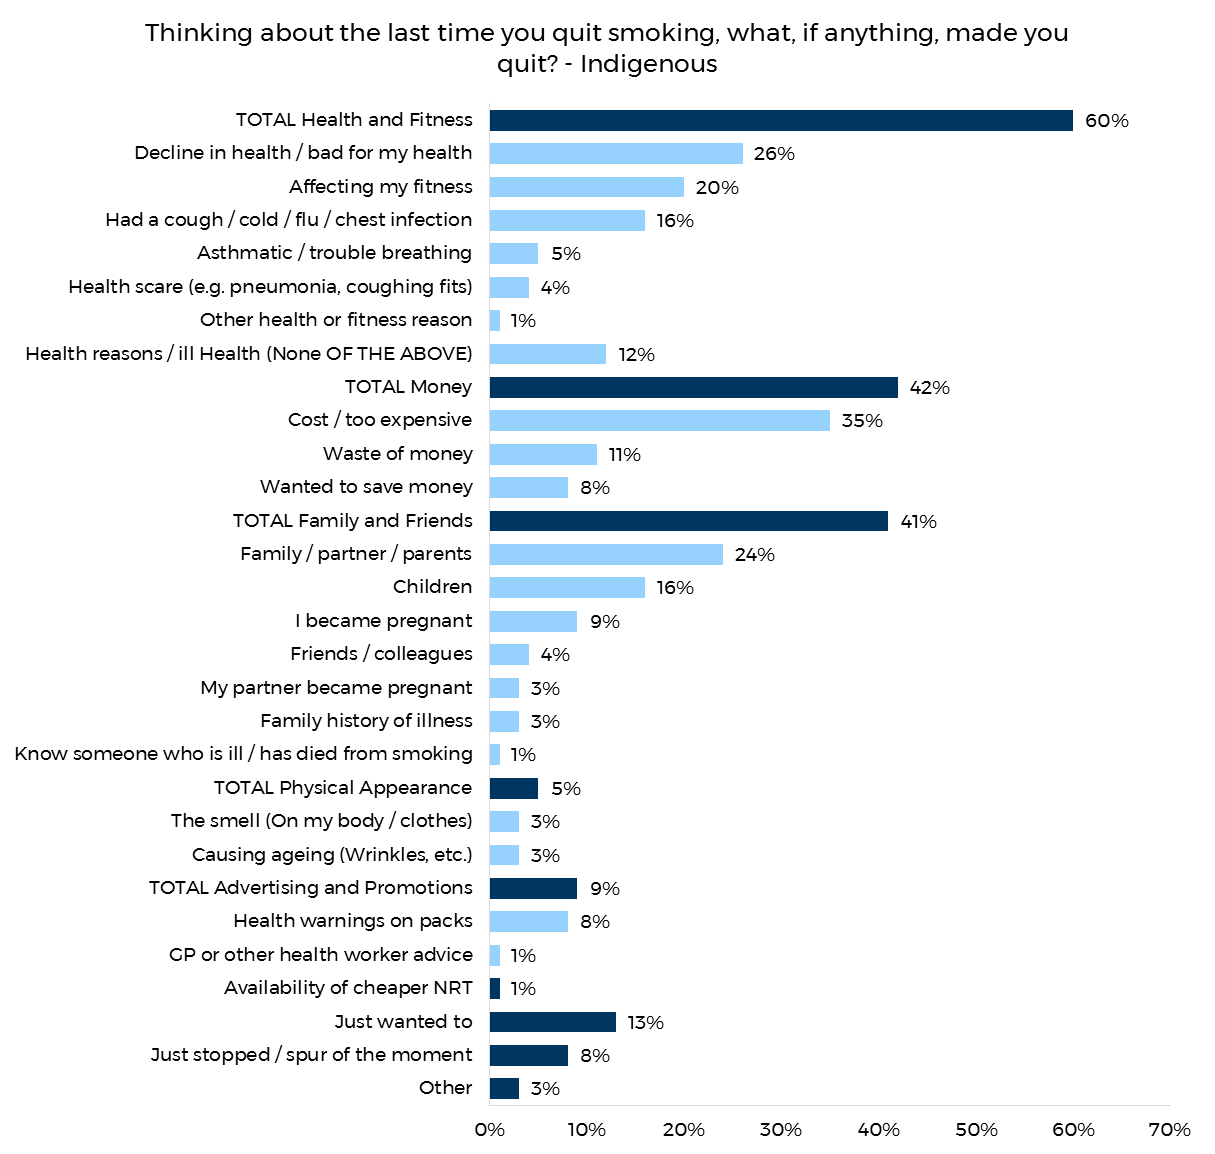 Thinking about the last time you quit smoking, what, if anything, made you
quit? - Indigenous
TOTAL Health and Fitness 60%
Decline in health / bad for my health 26%
Affecting my fitness 20%
Had a cough / cold / flu / chest infection 16%
Asthmatic / trouble breathing 5%
Health scare (e.g. pneumonia, coughing fits) 4%
Other health or fitness reason 1%
Health reasons / ill Health (None OF THE ABOVE) 12%
TOTAL Money 42%
Cost / too expensive 35%
Waste of money 11%
Wanted to save money 8%
TOTAL Family and Friends 41%
Family / partner / parents 24%
Children 16%
I became pregnant 9%
Friends / colleagues 4%
My partner became pregnant 3%
Family history of illness 3%
Know someone who is ill / has died from smoking 1%
TOTAL Physical Appearance 5%
The smell (On my body / clothes) 3%
Causing ageing (Wrinkles, etc.) 3%
TOTAL Advertising and Promotions 9%
Health warnings on packs 8%
GP or other health worker advice 1%
Availability of cheaper NRT 1%
Just wanted to 13%
Just stopped / spur of the moment 8%
Other 3%
0% 10% 20% 30% 40% 50% 60% 70%